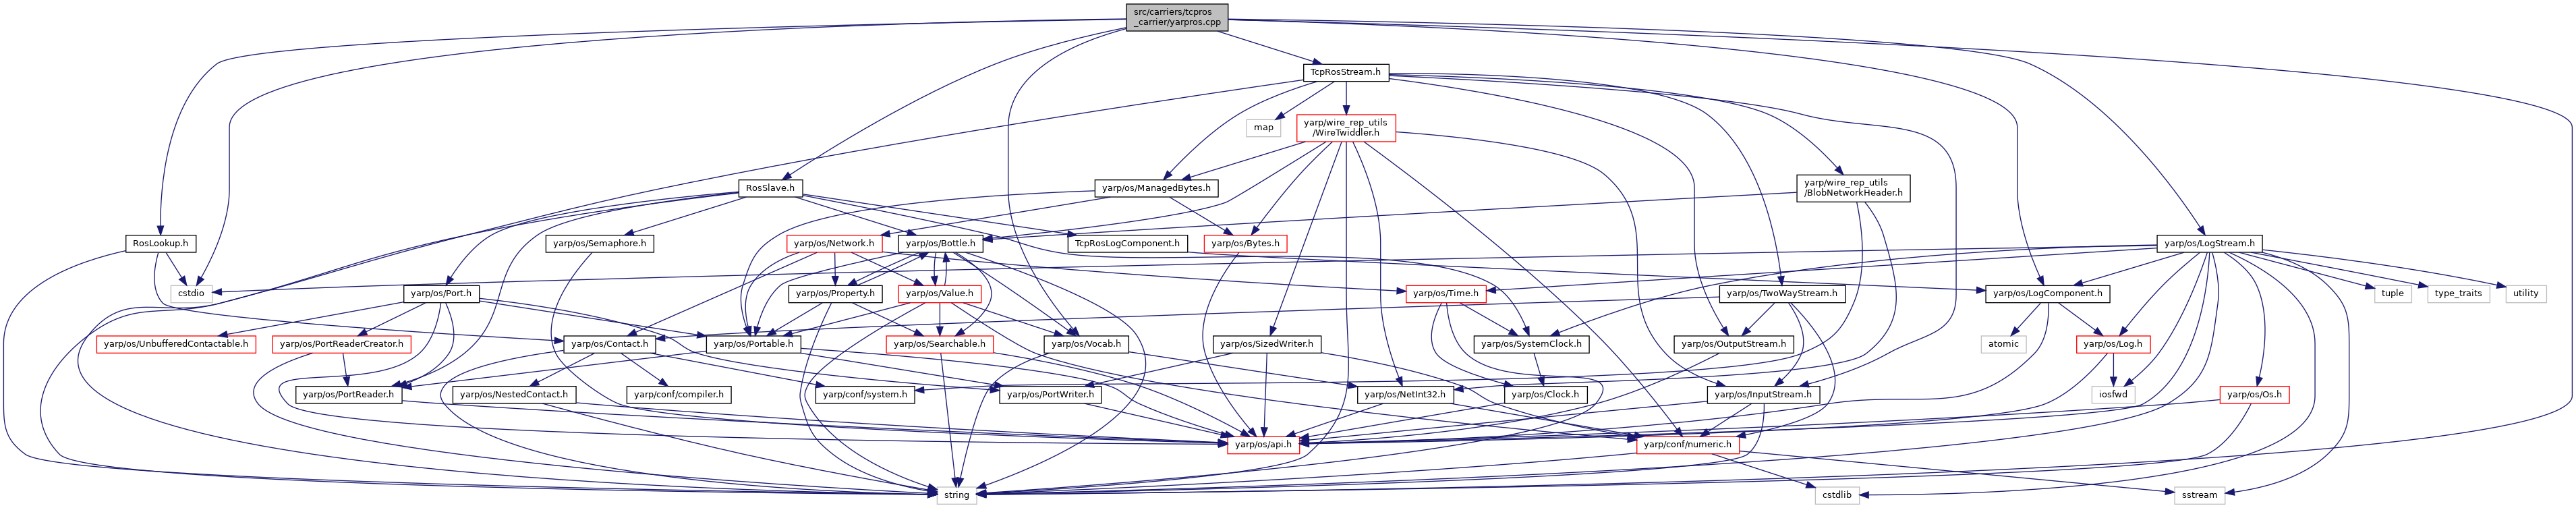 src/carriers/tcpros
_carrier/yarpros.cpp
TcpRosStream.h
map
yarp/wire_rep_utils
/WireTwiddler.h
RosSlave.h
yarp/os/ManagedBytes.h
yarp/wire_rep_utils
/BlobNetworkHeader.h
RosLookup.h
yarp/os/Semaphore.h
yarp/os/Network.h
yarp/os/Bottle.h
TcpRosLogComponent.h
yarp/os/Bytes.h
yarp/os/LogStream.h
cstdio
yarp/os/Port.h
yarp/os/Property.h
yarp/os/Value.h
yarp/os/Time.h
yarp/os/TwoWayStream.h
yarp/os/LogComponent.h
tuple
type_traits
utility
yarp/os/UnbufferedContactable.h
yarp/os/PortReaderCreator.h
yarp/os/Contact.h
yarp/os/Portable.h
yarp/os/Searchable.h
yarp/os/Vocab.h
yarp/os/SizedWriter.h
yarp/os/SystemClock.h
yarp/os/OutputStream.h
atomic
yarp/os/Log.h
yarp/os/PortReader.h
yarp/os/NestedContact.h
yarp/conf/compiler.h
yarp/conf/system.h
yarp/os/PortWriter.h
yarp/os/NetInt32.h
yarp/os/Clock.h
yarp/os/InputStream.h
iosfwd
yarp/os/Os.h
yarp/os/api.h
yarp/conf/numeric.h
string
cstdlib
sstream